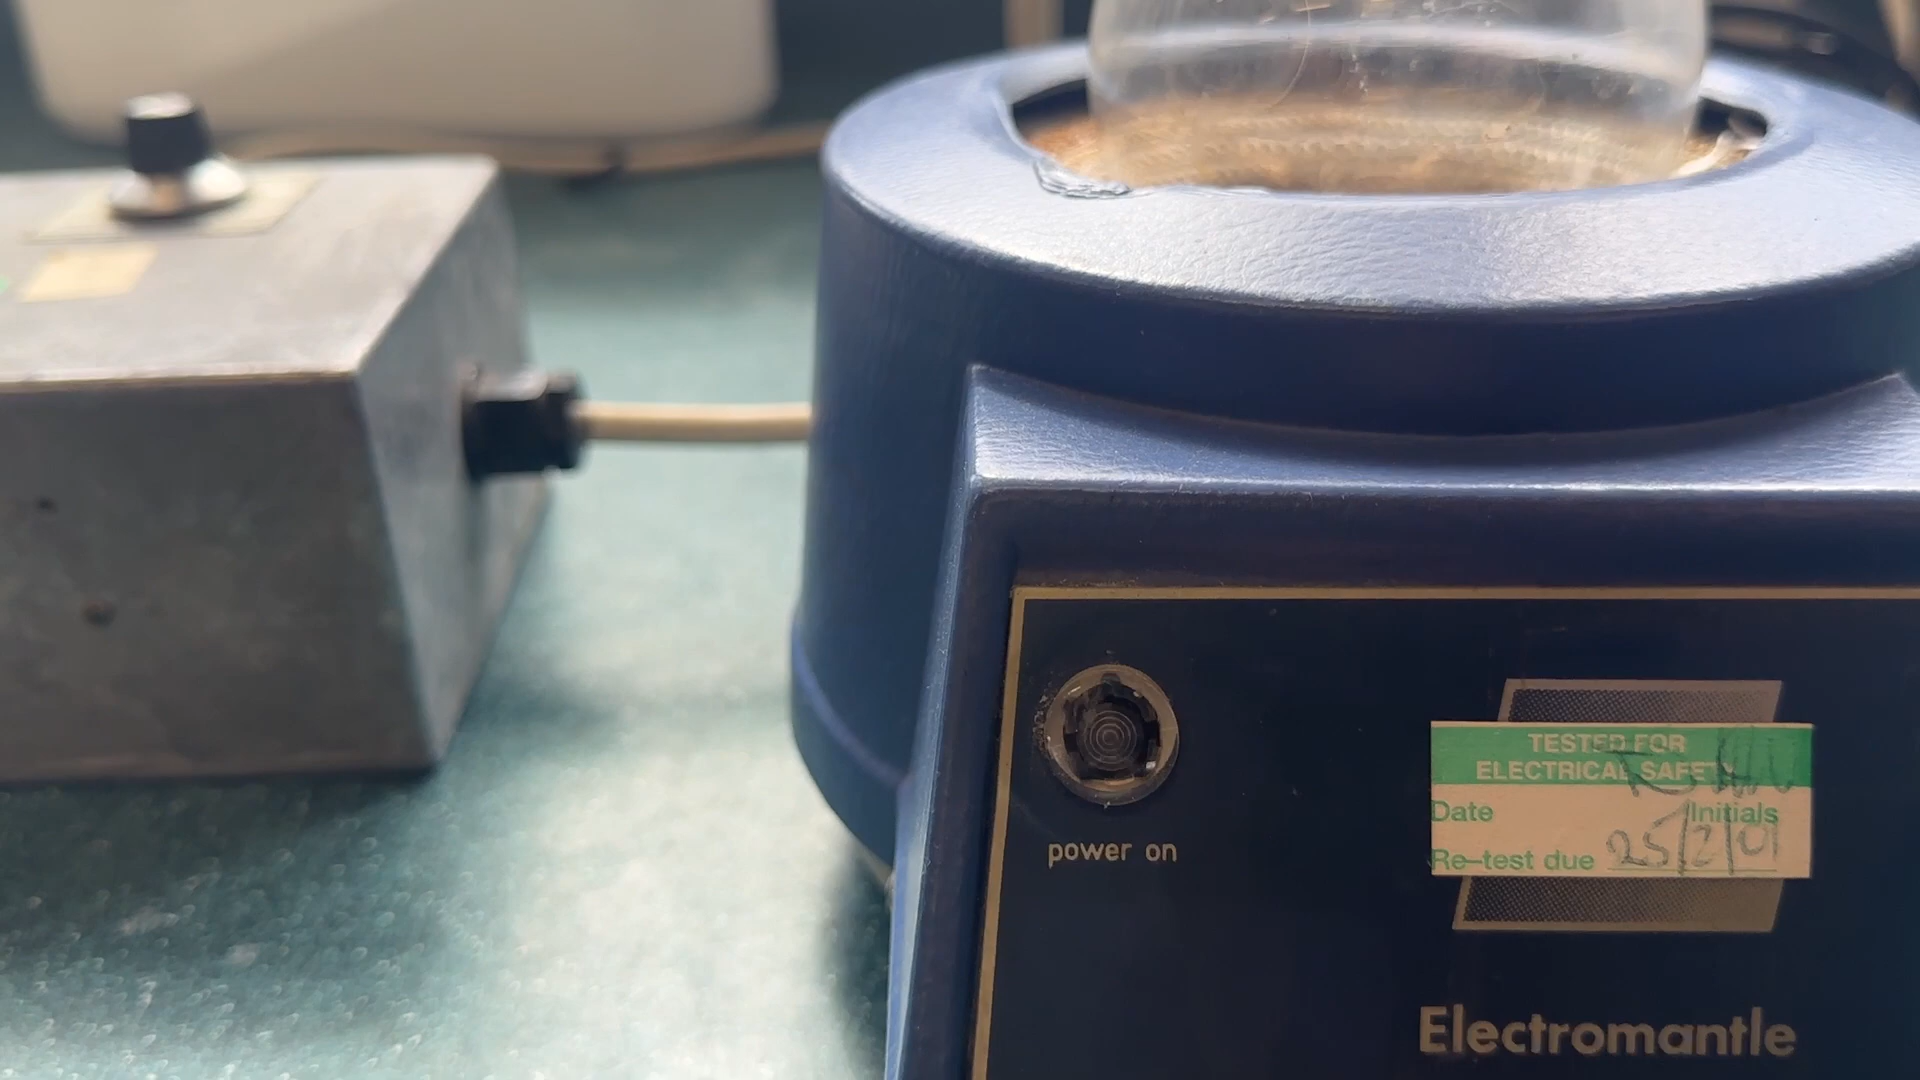 power on
TESTED FOR
ELECTRICAL SAFETY
Date Initials
Re-test due 25/2/01
Electromantle